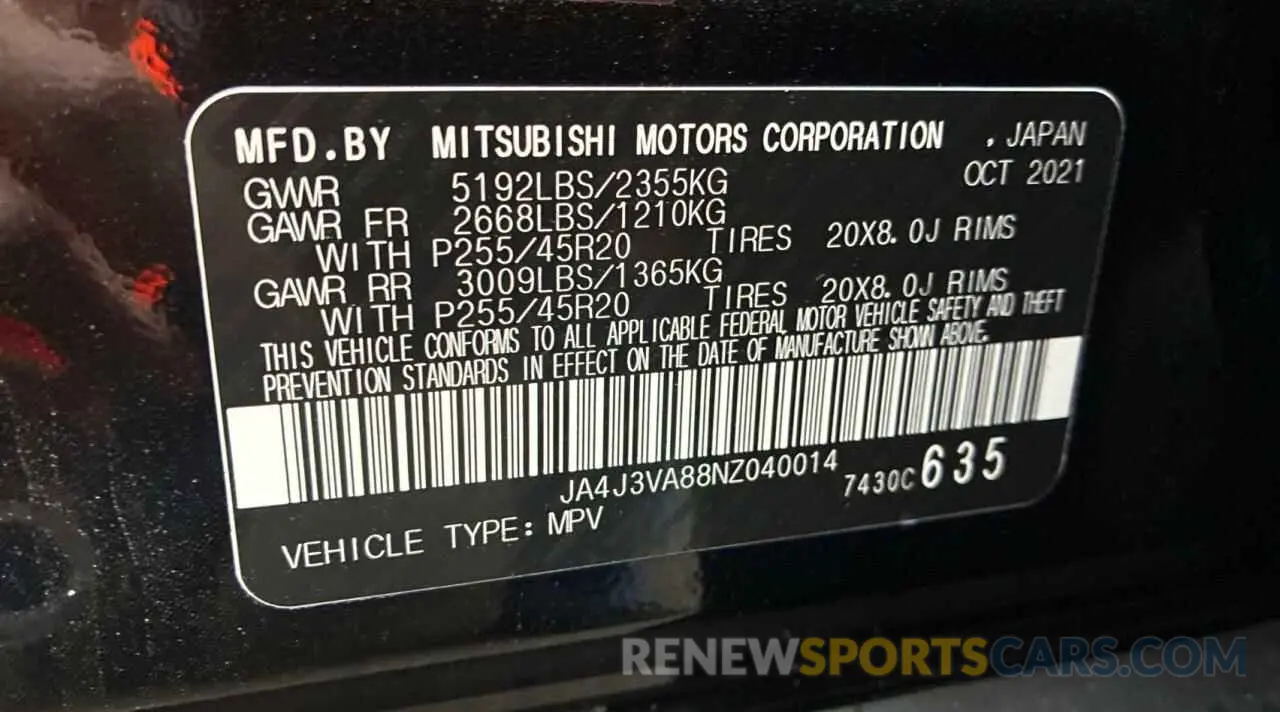 MFD.BY MITSUBISHI MOTORS CORPORATION , JAPAN
OCT 2021
GVWR 5192LBS/2355KG
GAWR FR 2668LBS/1210KG
WITH P255/45R20 TIRES 20X8.0J RIMS
GAWR RR 3009LBS/1365KG
WITH P255/45R20 TIRES 20X8.0J RIMS
THIS VEHICLE CONFORMS TO ALL APPLICABLE FEDERAL MOTOR VEHICLE SAFETY AND THEFT
PREVENTION STANDARDS IN EFFECT ON THE DATE OF MANUFACTURE SHOWN ABOVE.
JA4J3VA88NZ040014
7430C635
VEHICLE TYPE: MPV
RENEWSPORTSCARS.COM